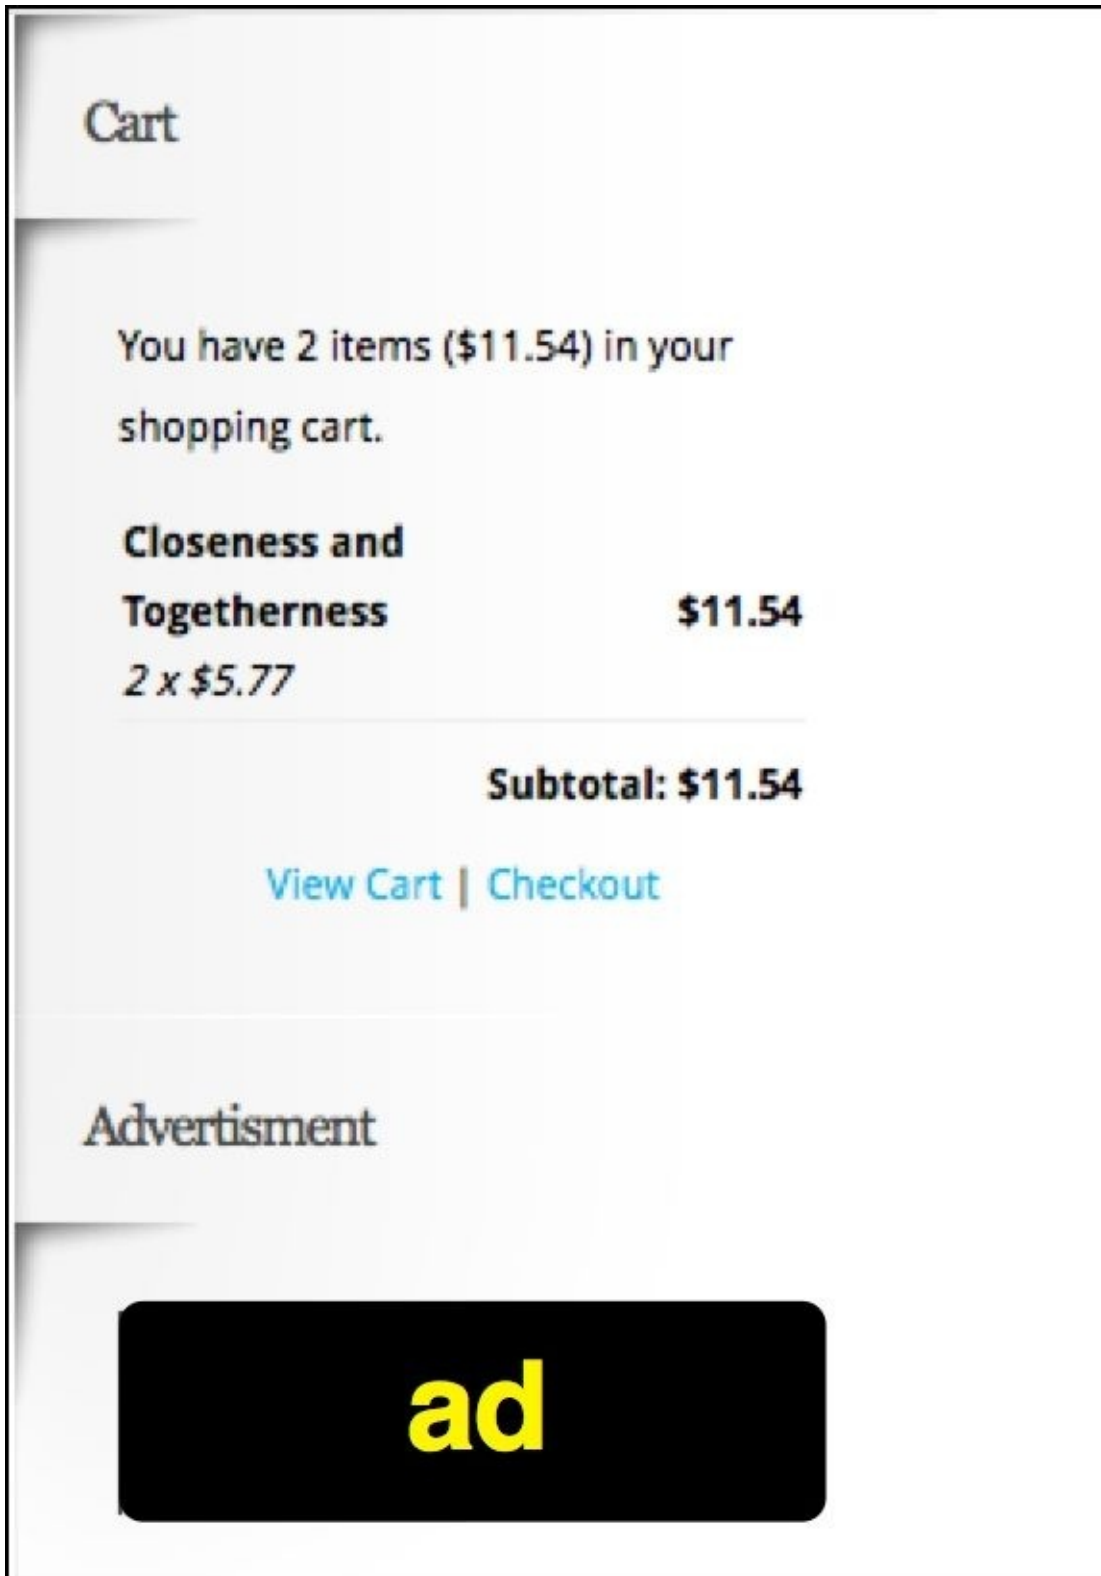 Cart
You have 2 items ($11.54) in your
shopping cart.
Closeness and
Togetherness $11.54
2 x $5.77
Subtotal: $11.54
View Cart | Checkout
Advertisment
ad